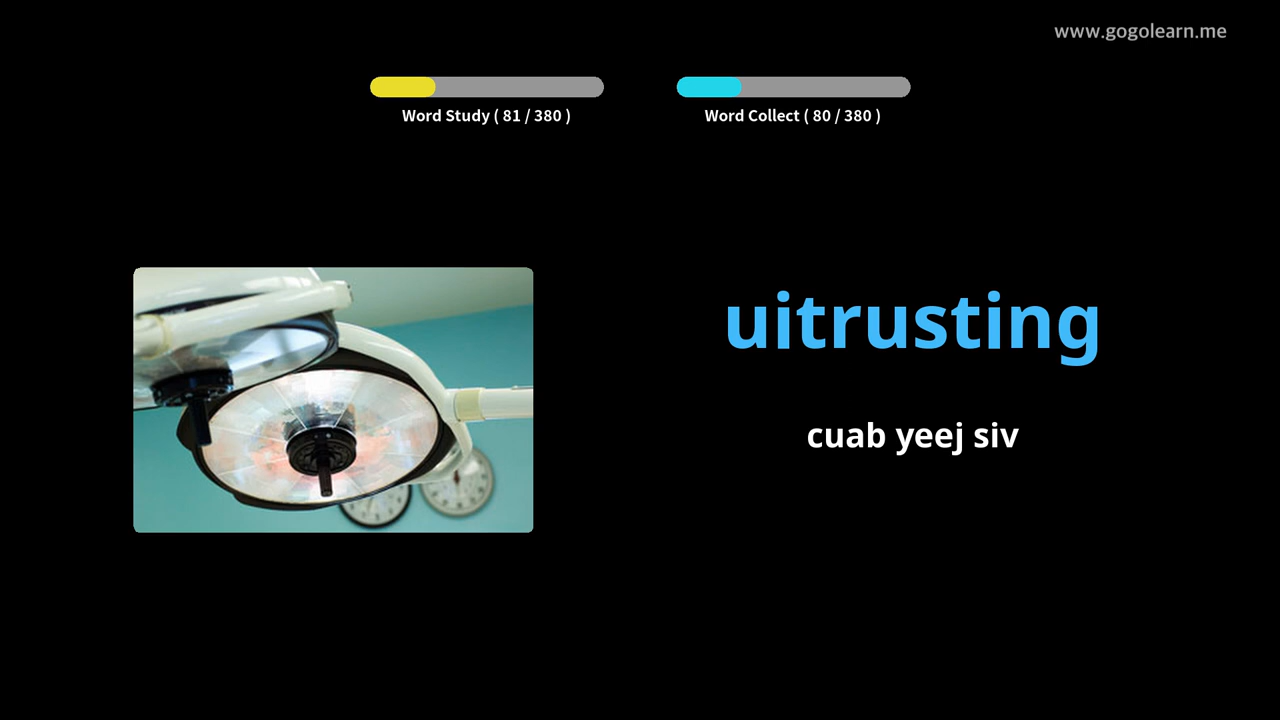 www.gogolearn.me
Word Study ( 81 / 380 )
Word Collect ( 80 / 380 )
uitrusting
cuab yeej siv